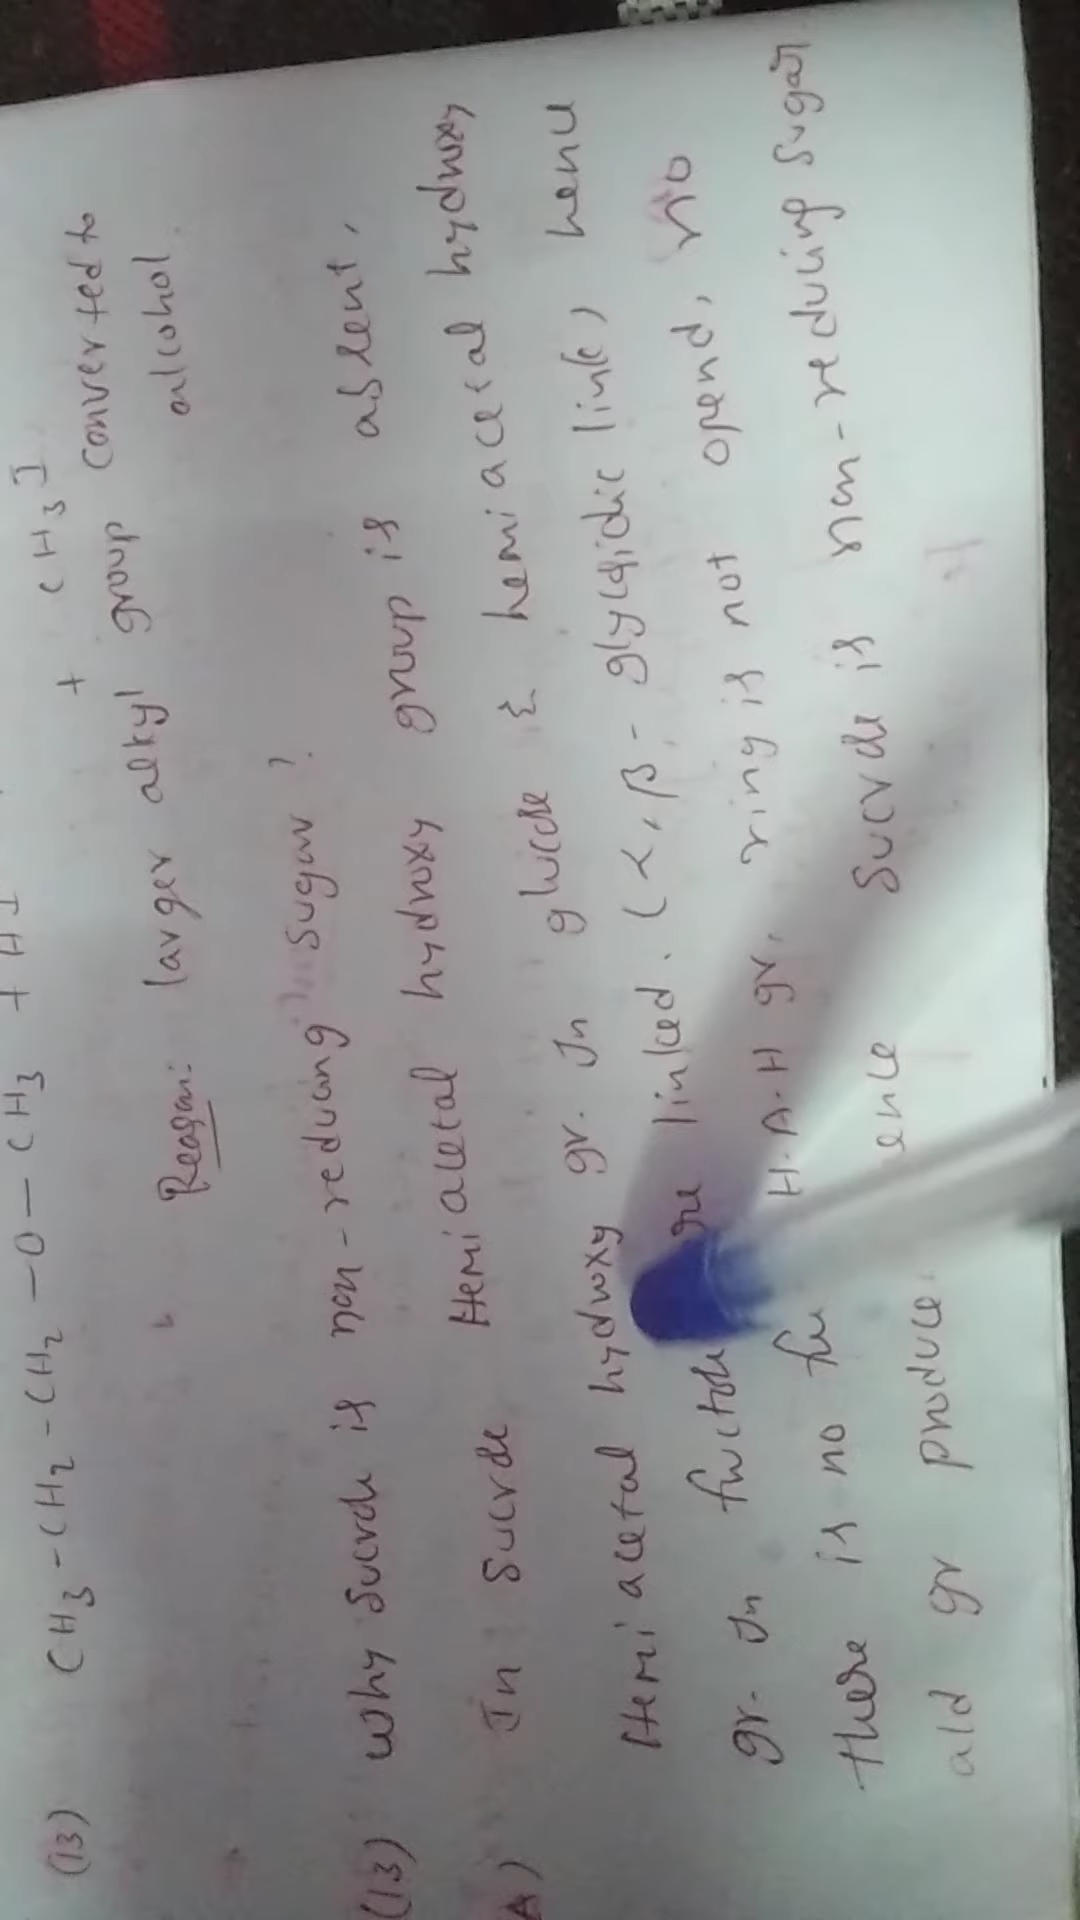 (13) CH3-CH2-CH2-O-CH3 + HI
+ CH3I
Reason: larger alkyl group converted to
alcohol.
(13) Why Sucrose is non-reducing sugar?
A) In Sucrose Hemiacetal hydroxy group is absent,
Hemiacetal hydroxy gr. In glucose & hemiacetal hydroxy
gr. In fructose are linked. (α,β-glycosidic link) hence
there is no H.A.H gr. ring is not opend, no
ald gr produce. Sucrose is non-reducing sugar